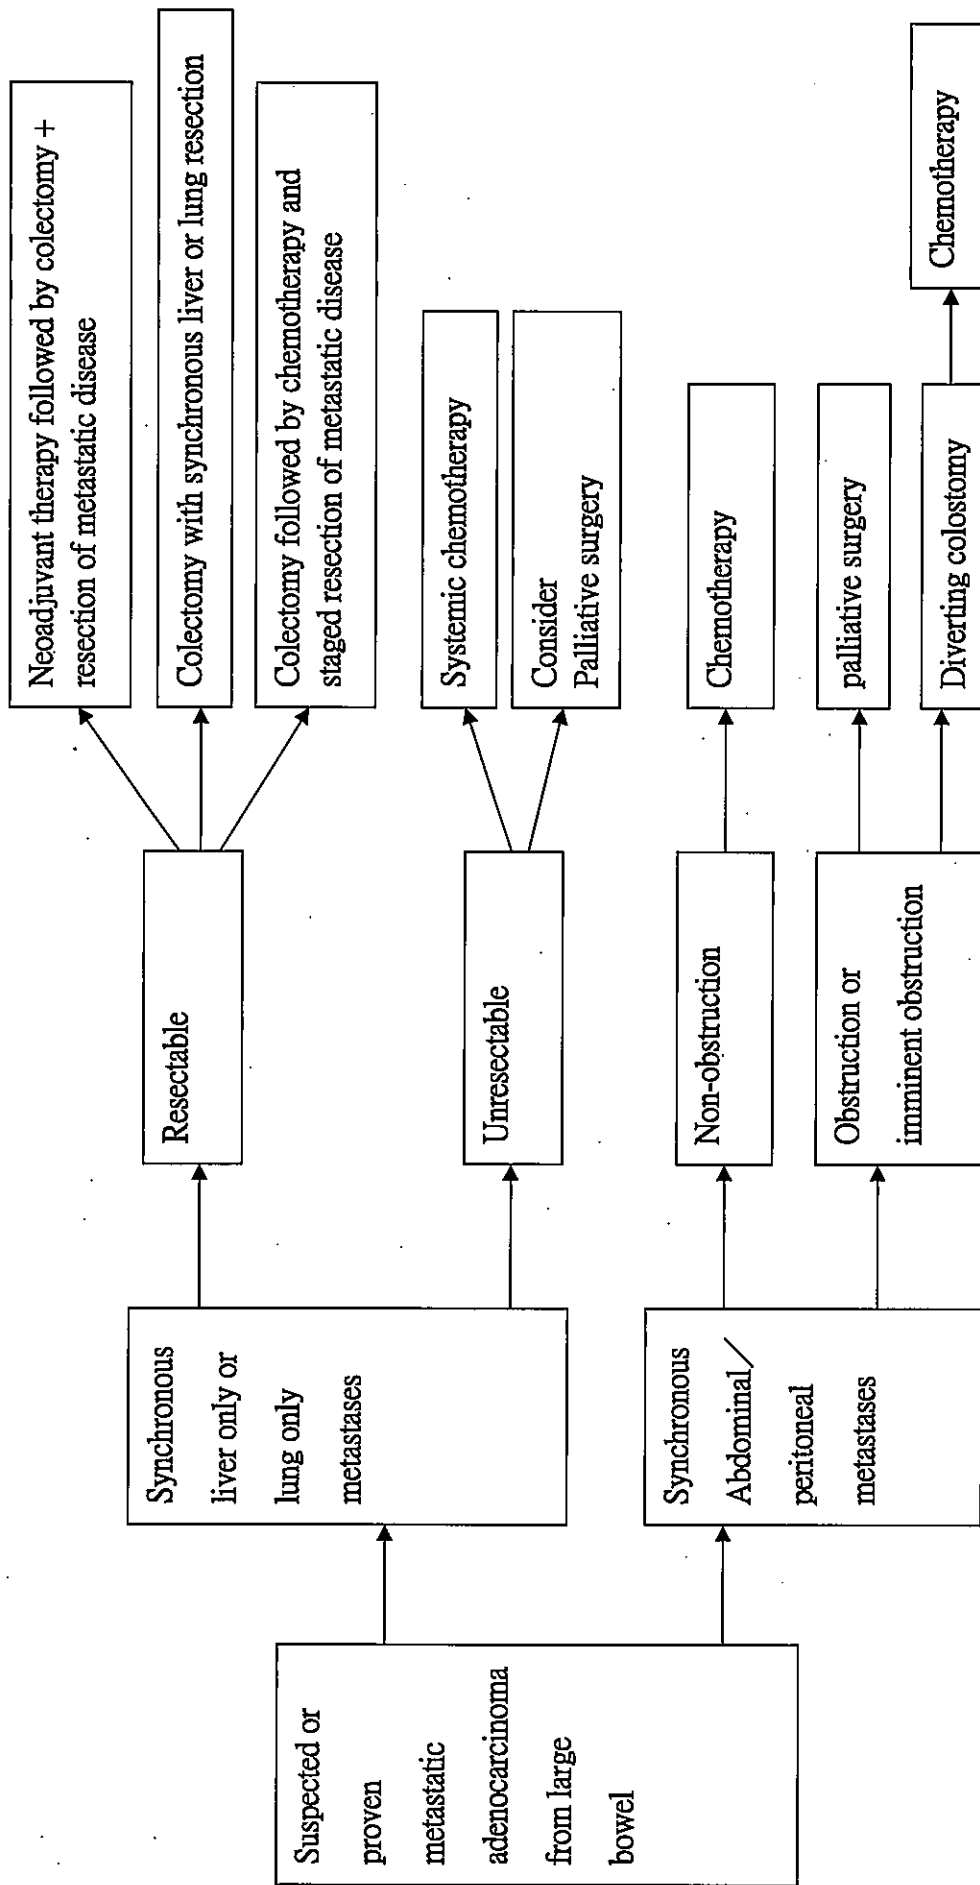 Suspected or
proven
metastatic
adenocarcinoma
from large
bowel
Synchronous
liver only or
lung only
metastases
Resectable
Neoadjuvant therapy followed by colectomy +
resection of metastatic disease
Colectomy with synchronous liver or lung resection
Colectomy followed by chemotherapy and
staged resection of metastatic disease
Unresectable
Systemic chemotherapy
Consider
Palliative surgery
Synchronous
Abdominal／
peritoneal
metastases
Non-obstruction
Chemotherapy
Obstruction or
imminent obstruction
palliative surgery
Diverting colostomy
Chemotherapy